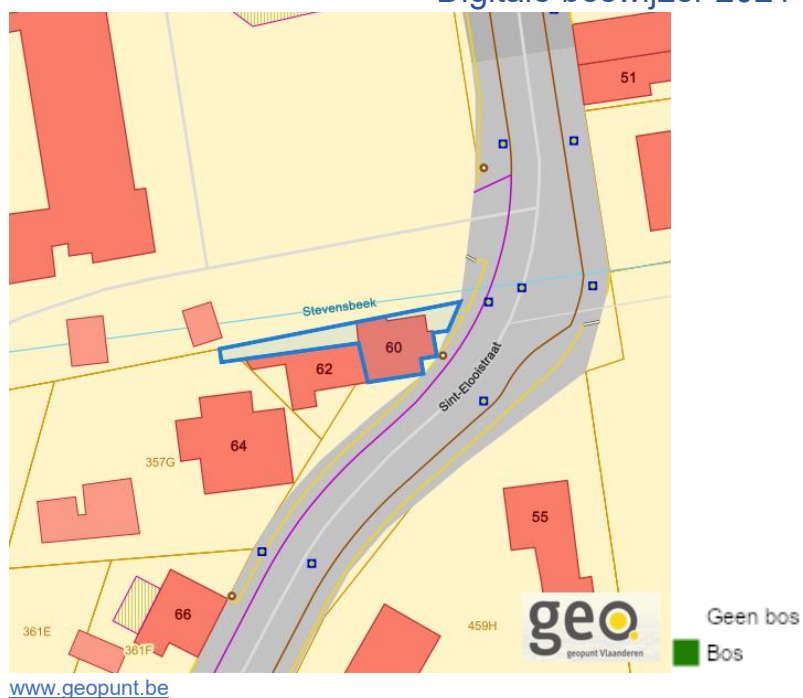 51
Stevensbeek
60
62
Sint-Elooistraat
64
357G
55
66
361E
361F
459H
geo
geopunt Vlaanderen
Geen bos
Bos
www.geopunt.be